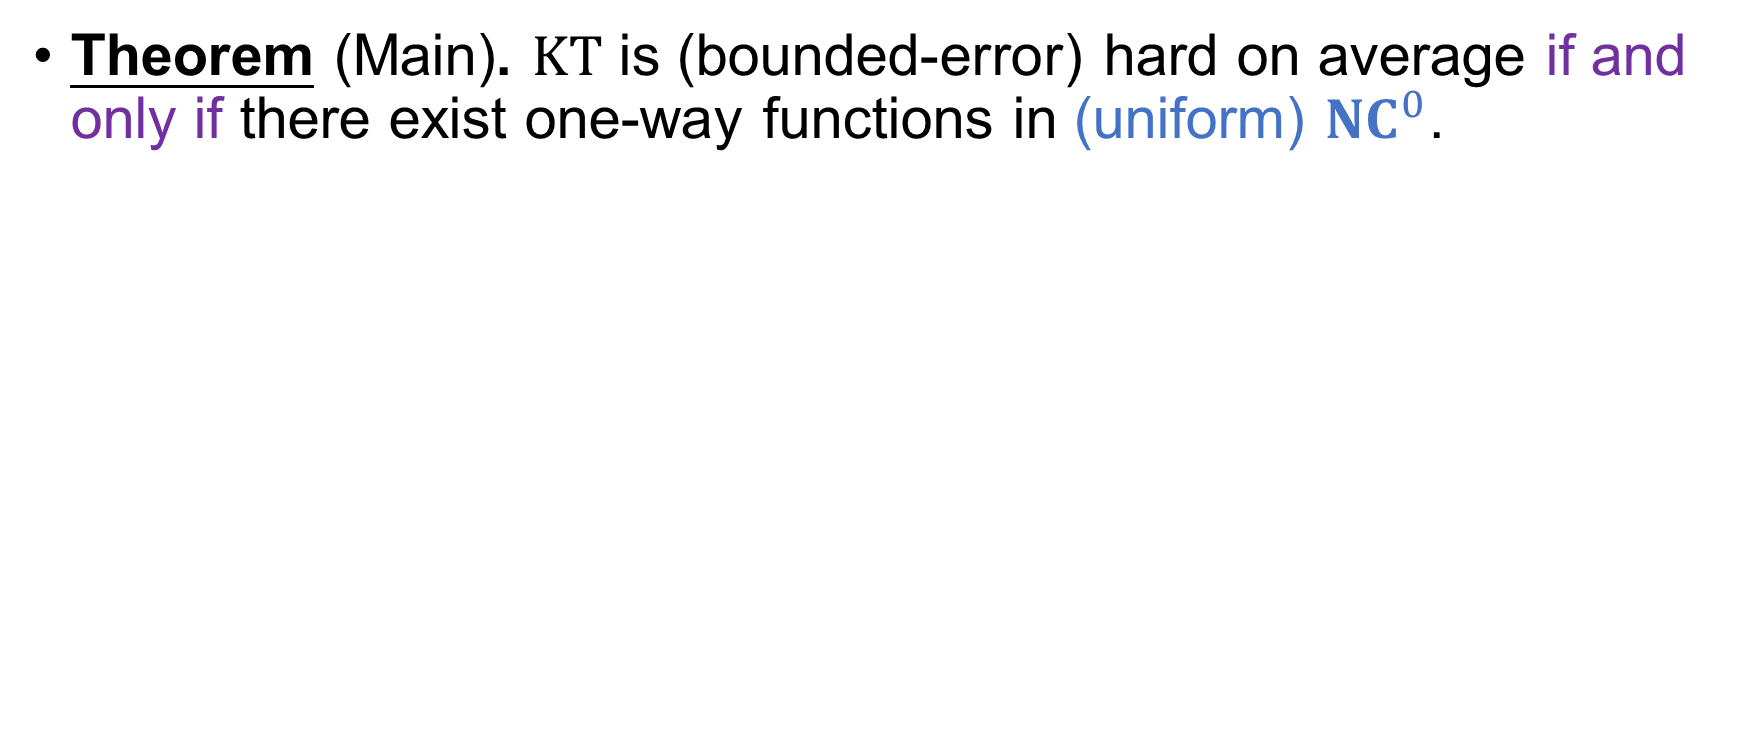 • Theorem (Main). KT is (bounded-error) hard on average if and
only if there exist one-way functions in (uniform) NC⁰.